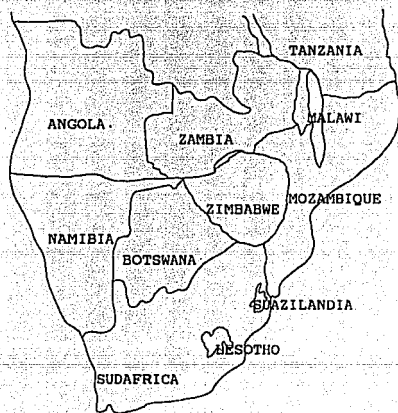 TANZANIA
ANGOLA.
MALAWI
ZAMBIA
ZIMBABWE
MOZAMBIQUE
NAMIBIA
BOTSWANA
SUAZILANDIA
LESOTHO
SUDAFRICA